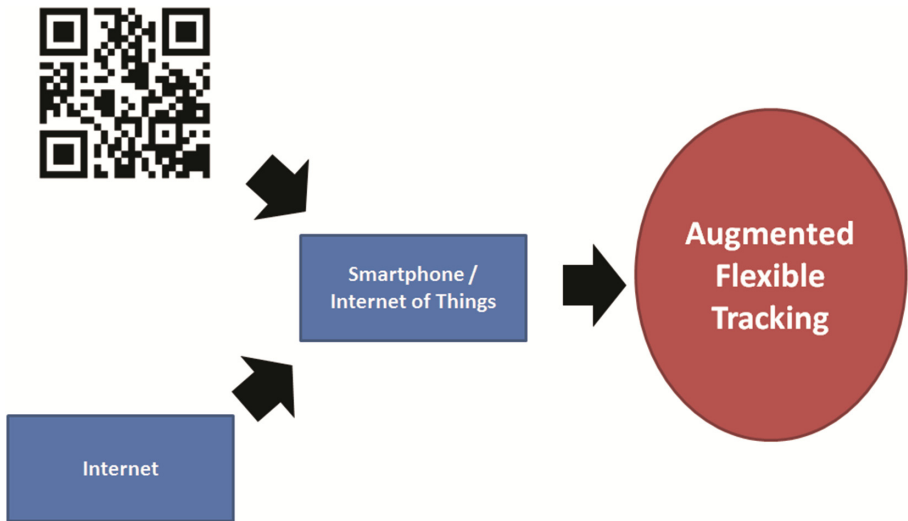 Smartphone /
Internet of Things
Augmented
Flexible
Tracking
Internet